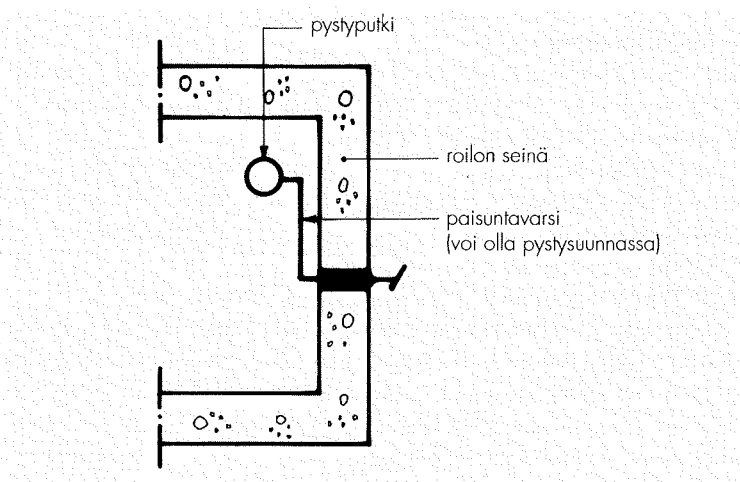 pystyputki
roilon seinä
paisuntavarsi
(voi olla pystysuunnassa)